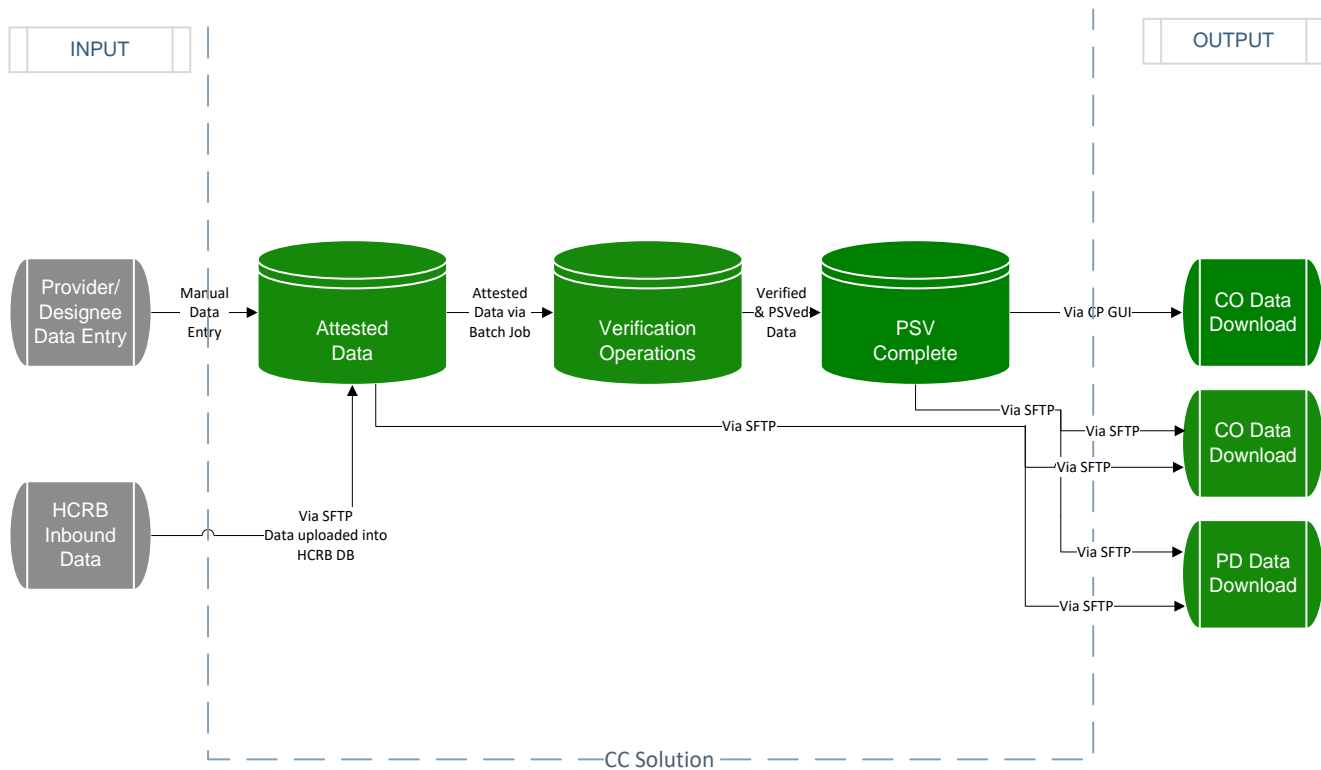 INPUT
OUTPUT
Provider/
Designee
Data Entry
Manual
Data
Entry
Attested
Data
Attested
Data via
Batch Job
Verification
Operations
Verified
& PSVed
Data
PSV
Complete
Via CP GUI
CO Data
Download
Via SFTP
Via SFTP
Via SFTP
Via SFTP
CO Data
Download
HCRB
Inbound
Data
Via SFTP
Data uploaded into
HCRB DB
Via SFTP
Via SFTP
PD Data
Download
CC Solution